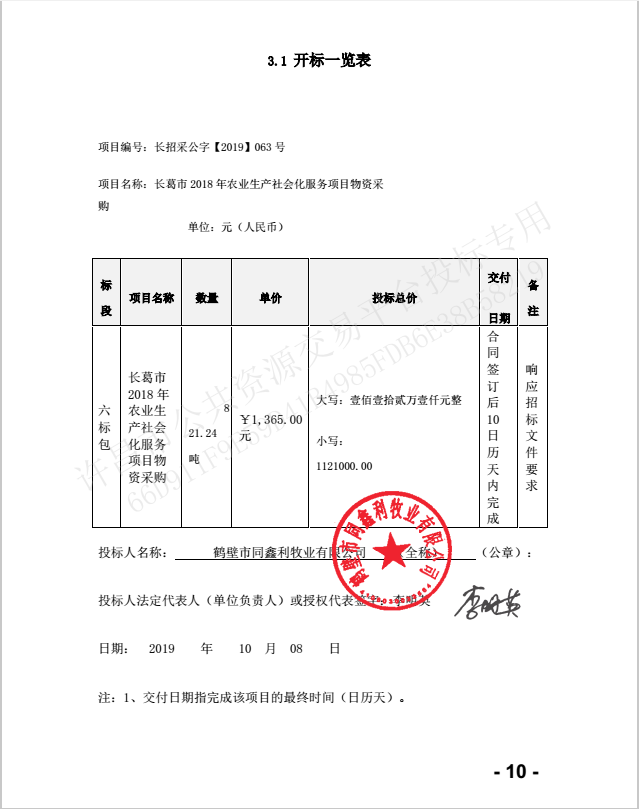 3.1 开标一览表
项目编号：长招采公字【2019】063 号
项目名称：长葛市 2018 年农业生产社会化服务项目物资采
购
单位：元（人民币）
标段
项目名称
数量
单价
投标总价
交付
日期
备注
六标包
长葛市
2018 年
农业生
产社会
化服务
项目物
资采购
8
21.24
吨
￥1,365.00
元
大写：壹佰壹拾贰万壹仟元整
小写：
1121000.00
合同签订后10日历天内完成
响应招标文件要求
投标人名称： 鹤壁市同鑫利牧业有限公司 全称 （公章）：
鹤壁市同鑫利牧业有限公司
投标人法定代表人（单位负责人）或授权代表签字：李明英
李明英
日期： 2019 年 10 月 08 日
注：1、交付日期指完成该项目的最终时间（日历天）。
- 10 -